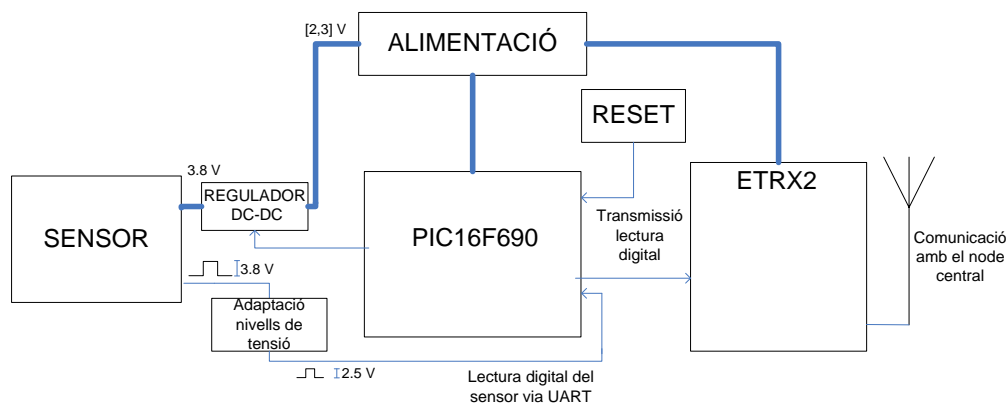 [2,3] V
ALIMENTACIÓ
RESET
3.8 V
REGULADOR
DC-DC
SENSOR
PIC16F690
ETRX2
Transmissió
lectura
digital
Comunicació
amb el node
central
3.8 V
Adaptació
nivells de
tensió
2.5 V
Lectura digital del
sensor via UART